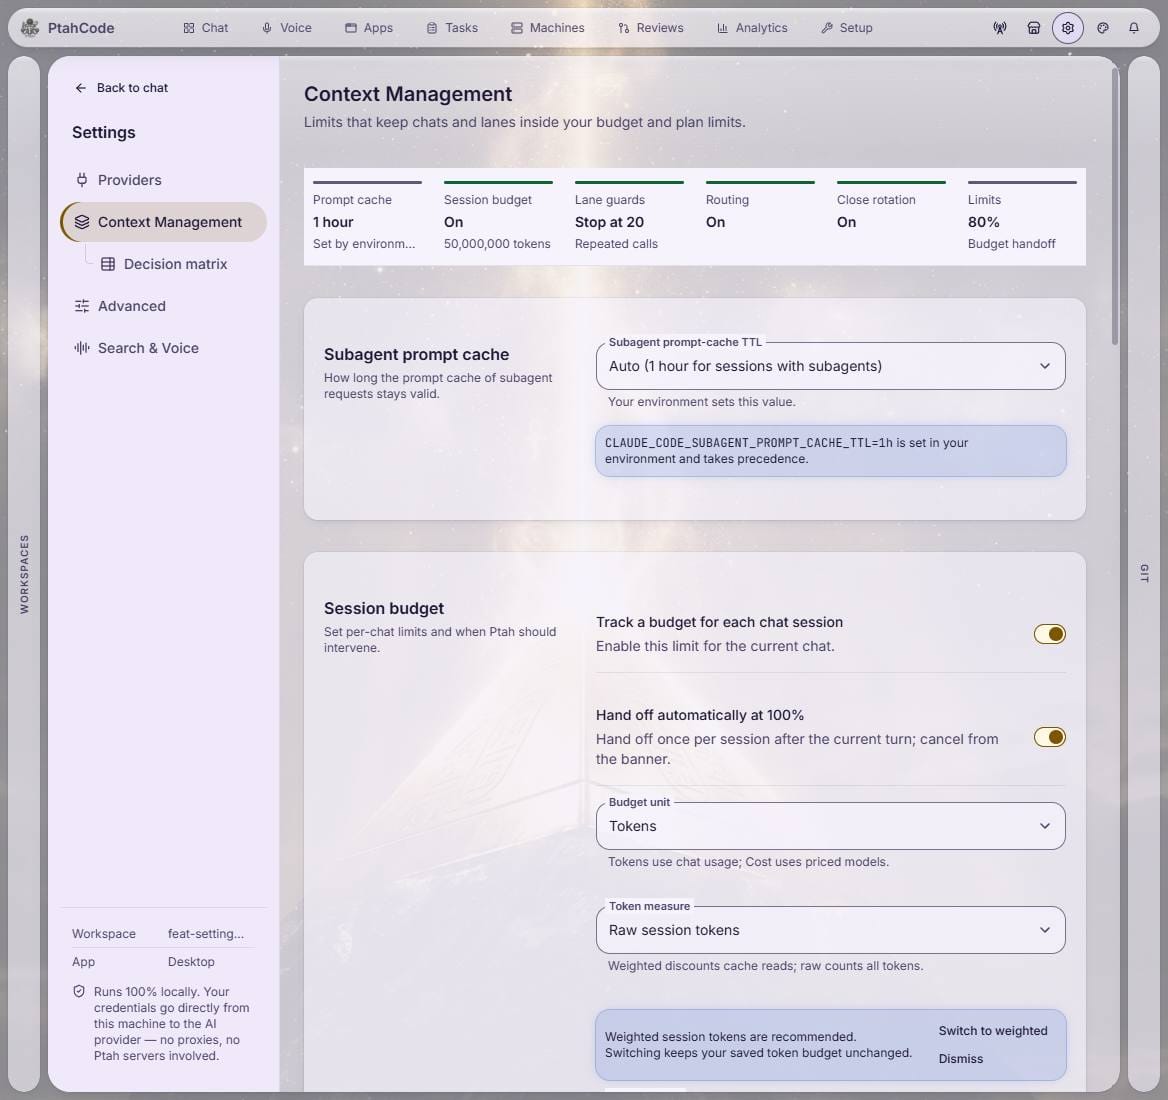 PtahCode
Chat
Voice
Apps
Tasks
Machines
Reviews
Analytics
Setup
Back to chat
Settings
Providers
Context Management
Decision matrix
Advanced
Search & Voice
Workspace feat-setting...
App Desktop
Runs 100% locally. Your
credentials go directly from
this machine to the AI
provider — no proxies, no
Ptah servers involved.
WORKSPACES
Context Management
Limits that keep chats and lanes inside your budget and plan limits.
Prompt cache
1 hour
Set by environm...
Session budget
On
50,000,000 tokens
Lane guards
Stop at 20
Repeated calls
Routing
On
Close rotation
On
Limits
80%
Budget handoff
Subagent prompt cache
How long the prompt cache of subagent
requests stays valid.
Subagent prompt-cache TTL
Auto (1 hour for sessions with subagents)
Your environment sets this value.
CLAUDE_CODE_SUBAGENT_PROMPT_CACHE_TTL=1h is set in your
environment and takes precedence.
Session budget
Set per-chat limits and when Ptah should
intervene.
Track a budget for each chat session
Enable this limit for the current chat.
Hand off automatically at 100%
Hand off once per session after the current turn; cancel from
the banner.
Budget unit
Tokens
Tokens use chat usage; Cost uses priced models.
Token measure
Raw session tokens
Weighted discounts cache reads; raw counts all tokens.
Weighted session tokens are recommended.
Switching keeps your saved token budget unchanged.
Switch to weighted
Dismiss
GIT